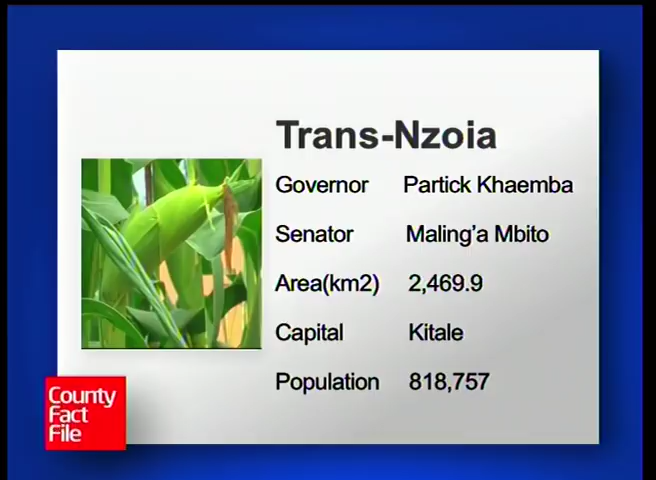 Trans-Nzoia
Governor Partick Khaemba
Senator Maling'a Mbito
Area(km2) 2,469.9
Capital Kitale
Population 818,757
County
Fact
File